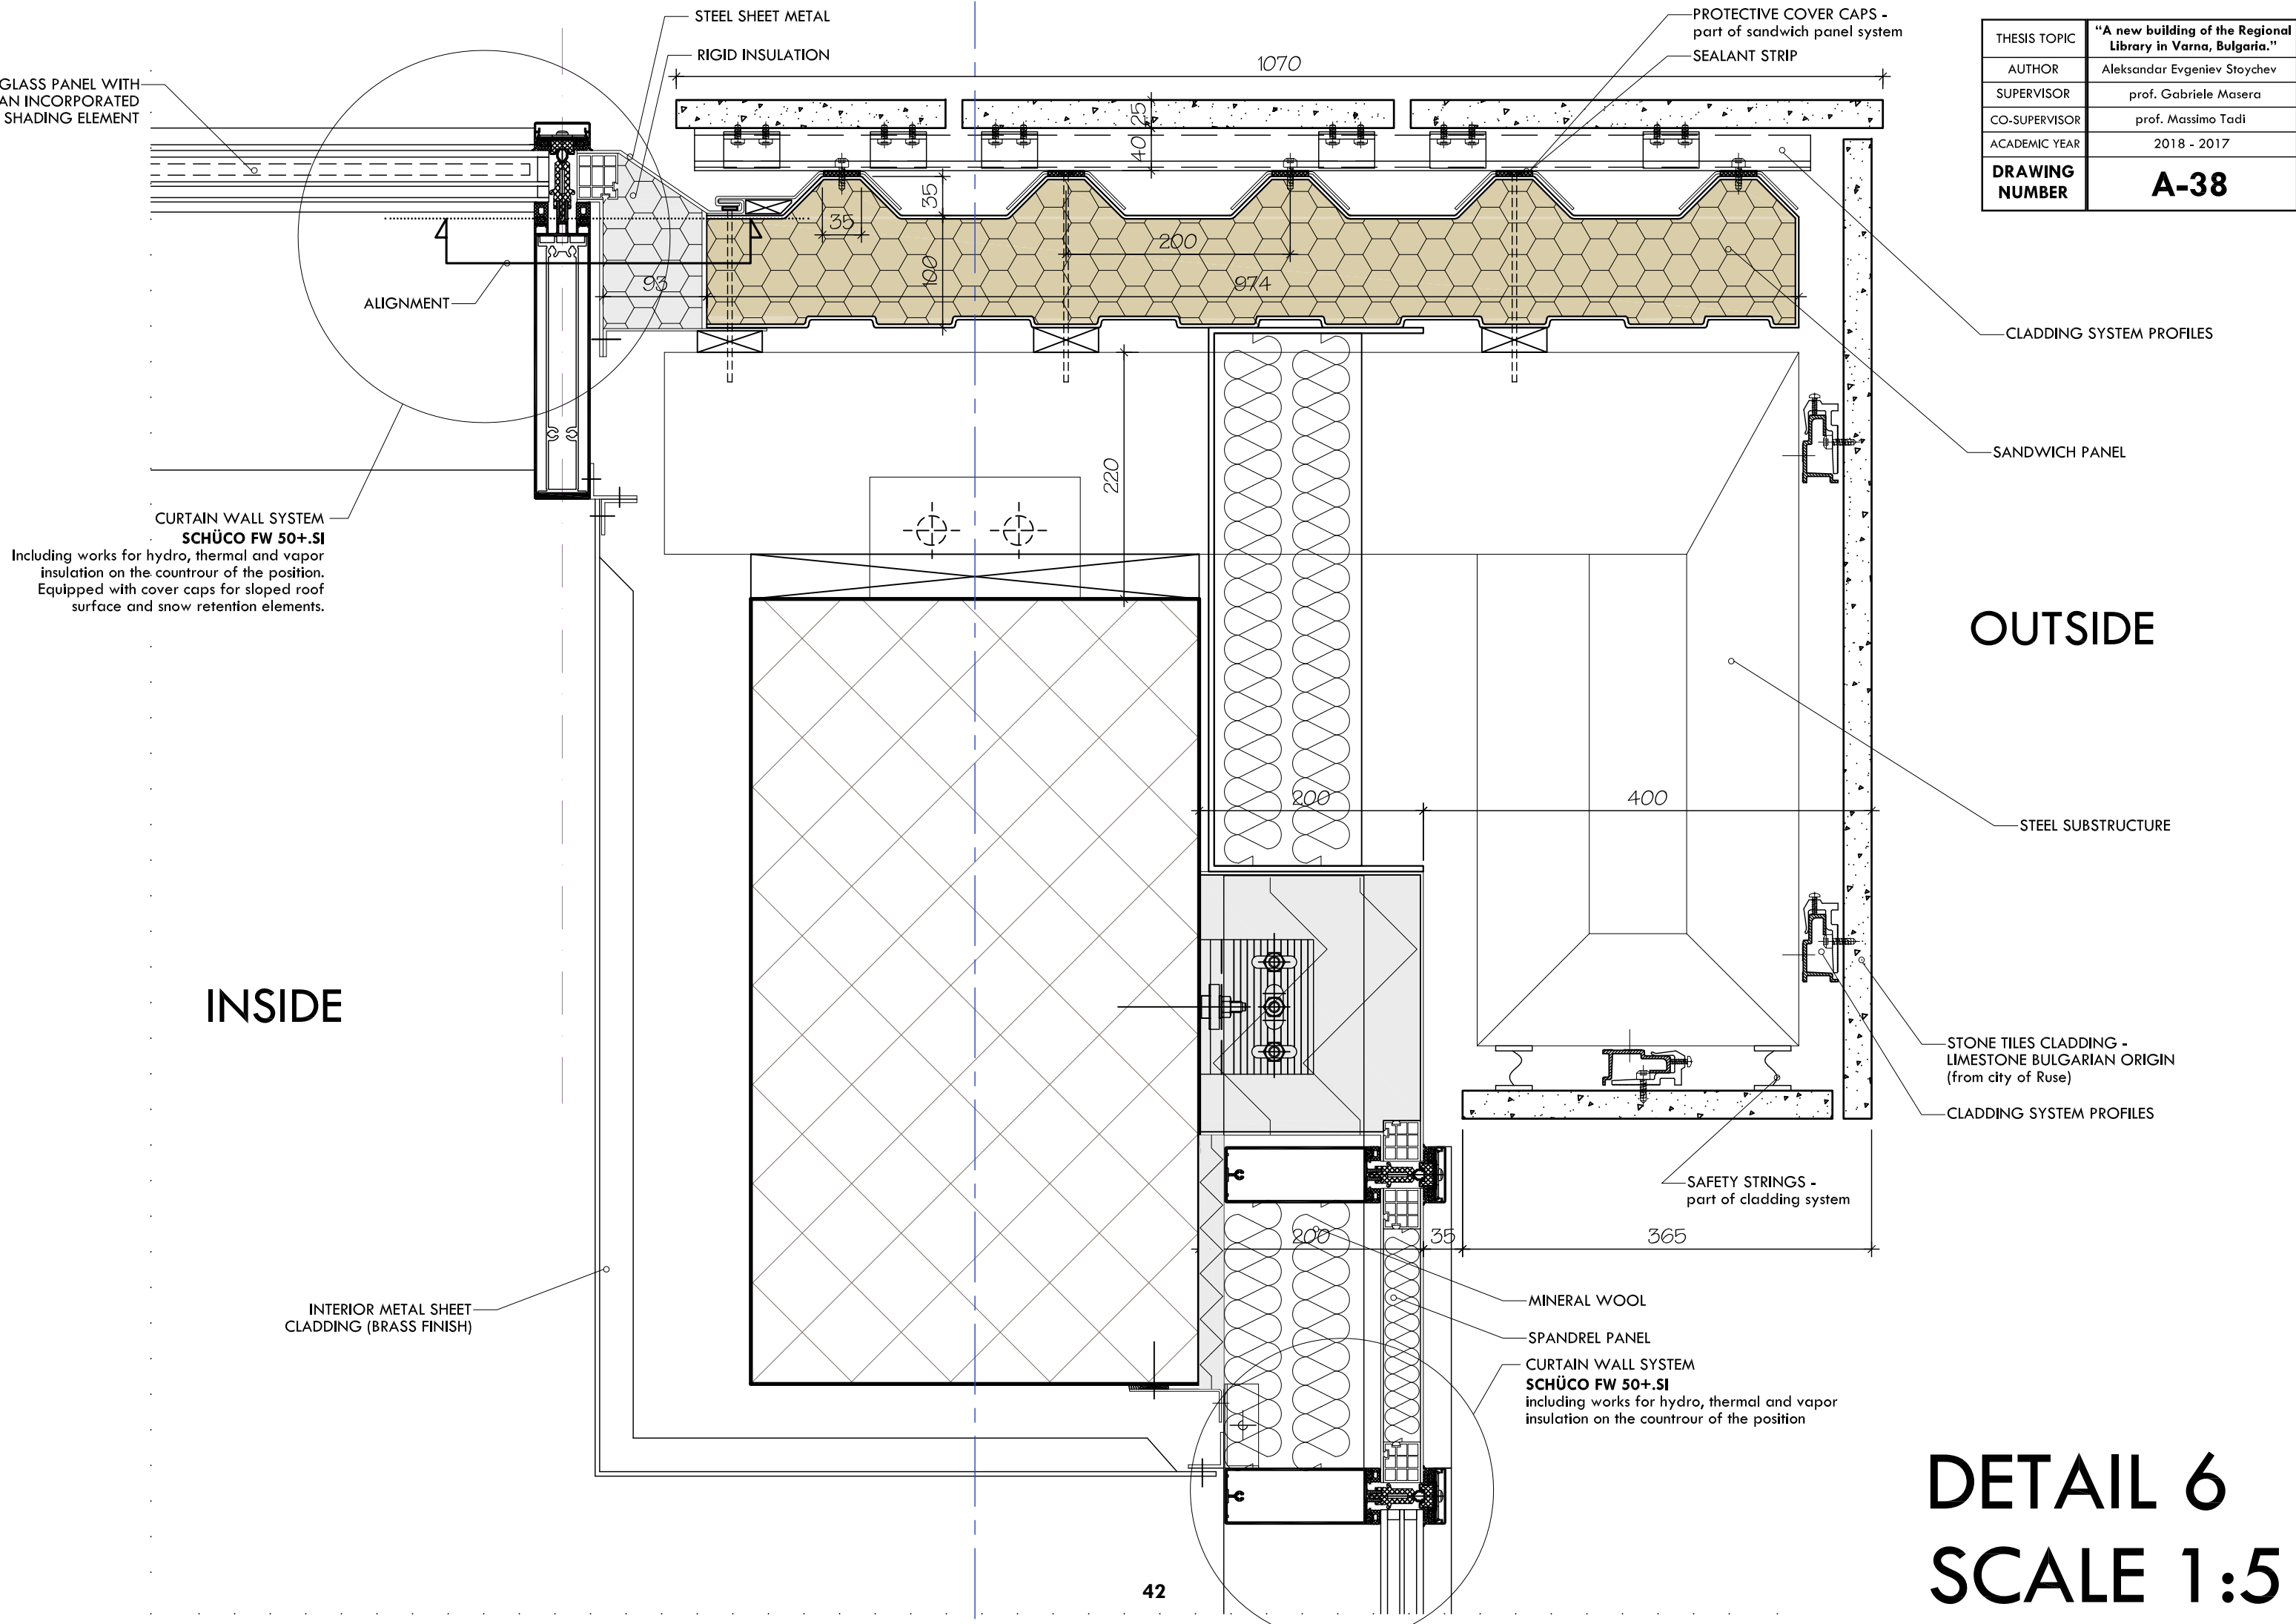 STEEL SHEET METAL
RIGID INSULATION
GLASS PANEL WITH
AN INCORPORATED
SHADING ELEMENT
PROTECTIVE COVER CAPS -
part of sandwich panel system
SEALANT STRIP
THESIS TOPIC
"A new building of the Regional
Library in Varna, Bulgaria."
AUTHOR
Aleksandar Evgeniev Stoychev
SUPERVISOR
prof. Gabriele Masera
CO-SUPERVISOR
prof. Massimo Tadi
ACADEMIC YEAR
2018 - 2017
DRAWING
NUMBER
A-38
1070
25
40
35
35
200
100
93
974
ALIGNMENT
CLADDING SYSTEM PROFILES
SANDWICH PANEL
220
CURTAIN WALL SYSTEM
SCHÜCO FW 50+.SI
Including works for hydro, thermal and vapor
insulation on the countrour of the position.
Equipped with cover caps for sloped roof
surface and snow retention elements.
OUTSIDE
200
400
STEEL SUBSTRUCTURE
INSIDE
STONE TILES CLADDING -
LIMESTONE BULGARIAN ORIGIN
(from city of Ruse)
CLADDING SYSTEM PROFILES
SAFETY STRINGS -
part of cladding system
200
35
365
INTERIOR METAL SHEET
CLADDING (BRASS FINISH)
MINERAL WOOL
SPANDREL PANEL
CURTAIN WALL SYSTEM
SCHÜCO FW 50+.SI
including works for hydro, thermal and vapor
insulation on the countrour of the position
DETAIL 6
SCALE 1:5
42